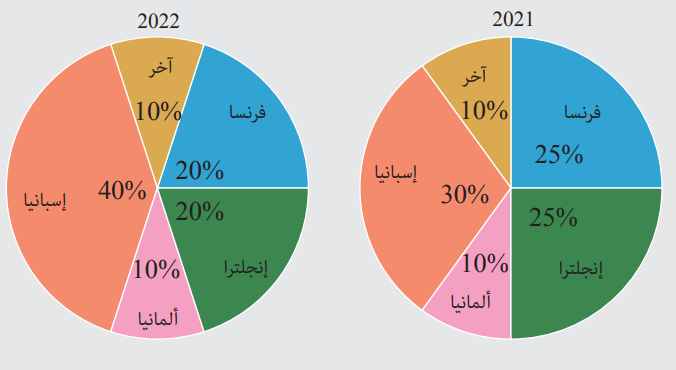 2022
آخر
10%
فرنسا
20%
إسبانيا
40%
20%
إنجلترا
10%
ألمانيا
2021
آخر
10%
فرنسا
25%
إسبانيا
30%
25%
إنجلترا
10%
ألمانيا